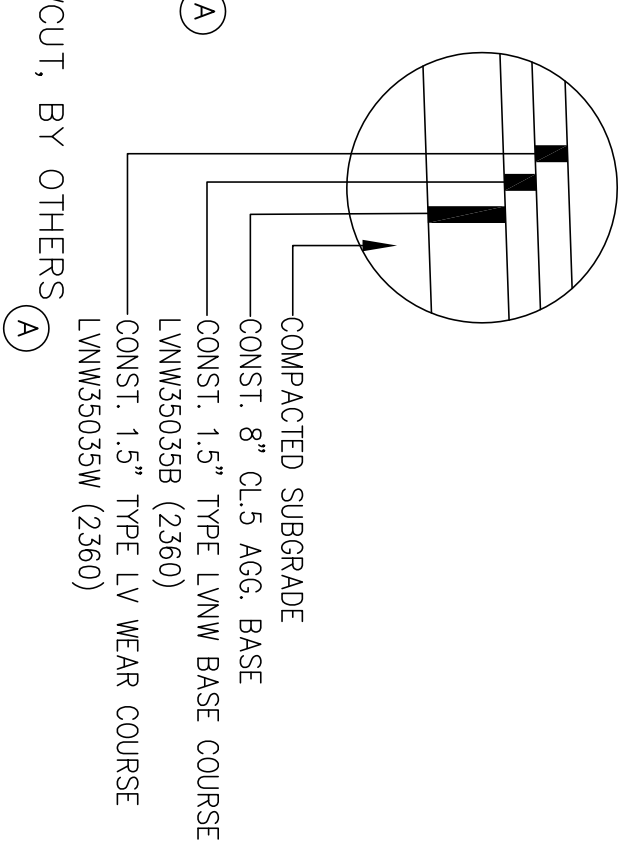 COMPACTED SUBGRADE
CONST. 8” CL.5 AGG. BASE
CONST. 1.5” TYPE LVNW BASE COURSE
LVNW35035B (2360)
CONST. 1.5” TYPE LV WEAR COURSE
LVNW35035W (2360)
A
CUT, BY OTHERS
A